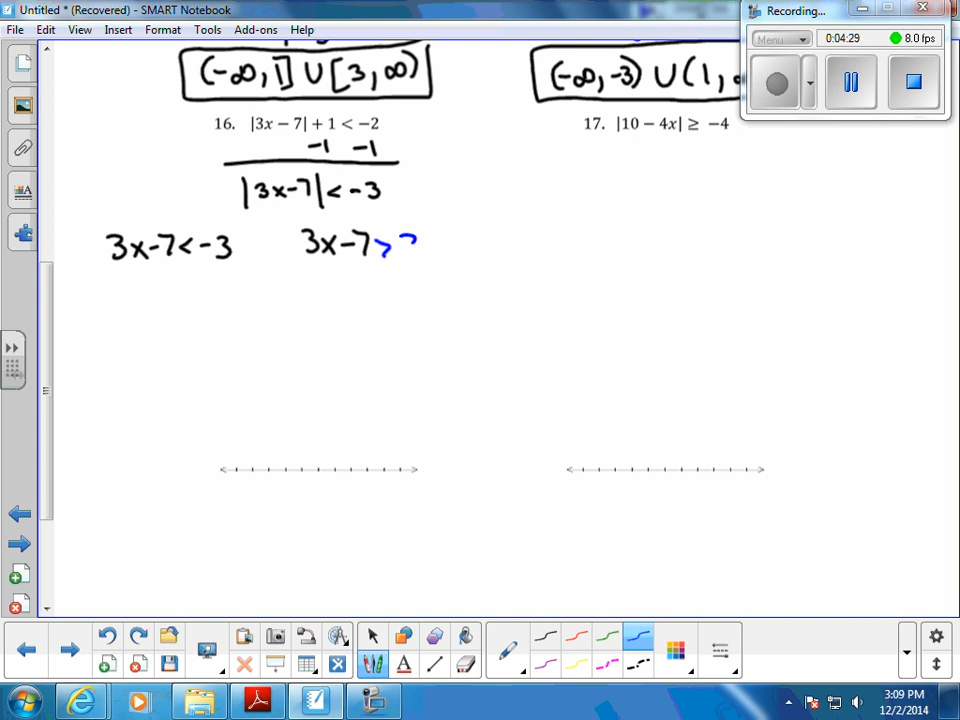 Untitled * (Recovered) - SMART Notebook
Recording...
File Edit View Insert Format Tools Add-ons Help
Menu
0:04:29
8.0 fps
(-∞, 1] ∪ [3, ∞)
(-∞, -3) ∪ (1,
16. |3x − 7| + 1 < −2
17. |10 − 4x| ≥ −4
-1 -1
|3x-7| < -3
3x-7 < -3
3x-7 >
A
3:09 PM
12/2/2014